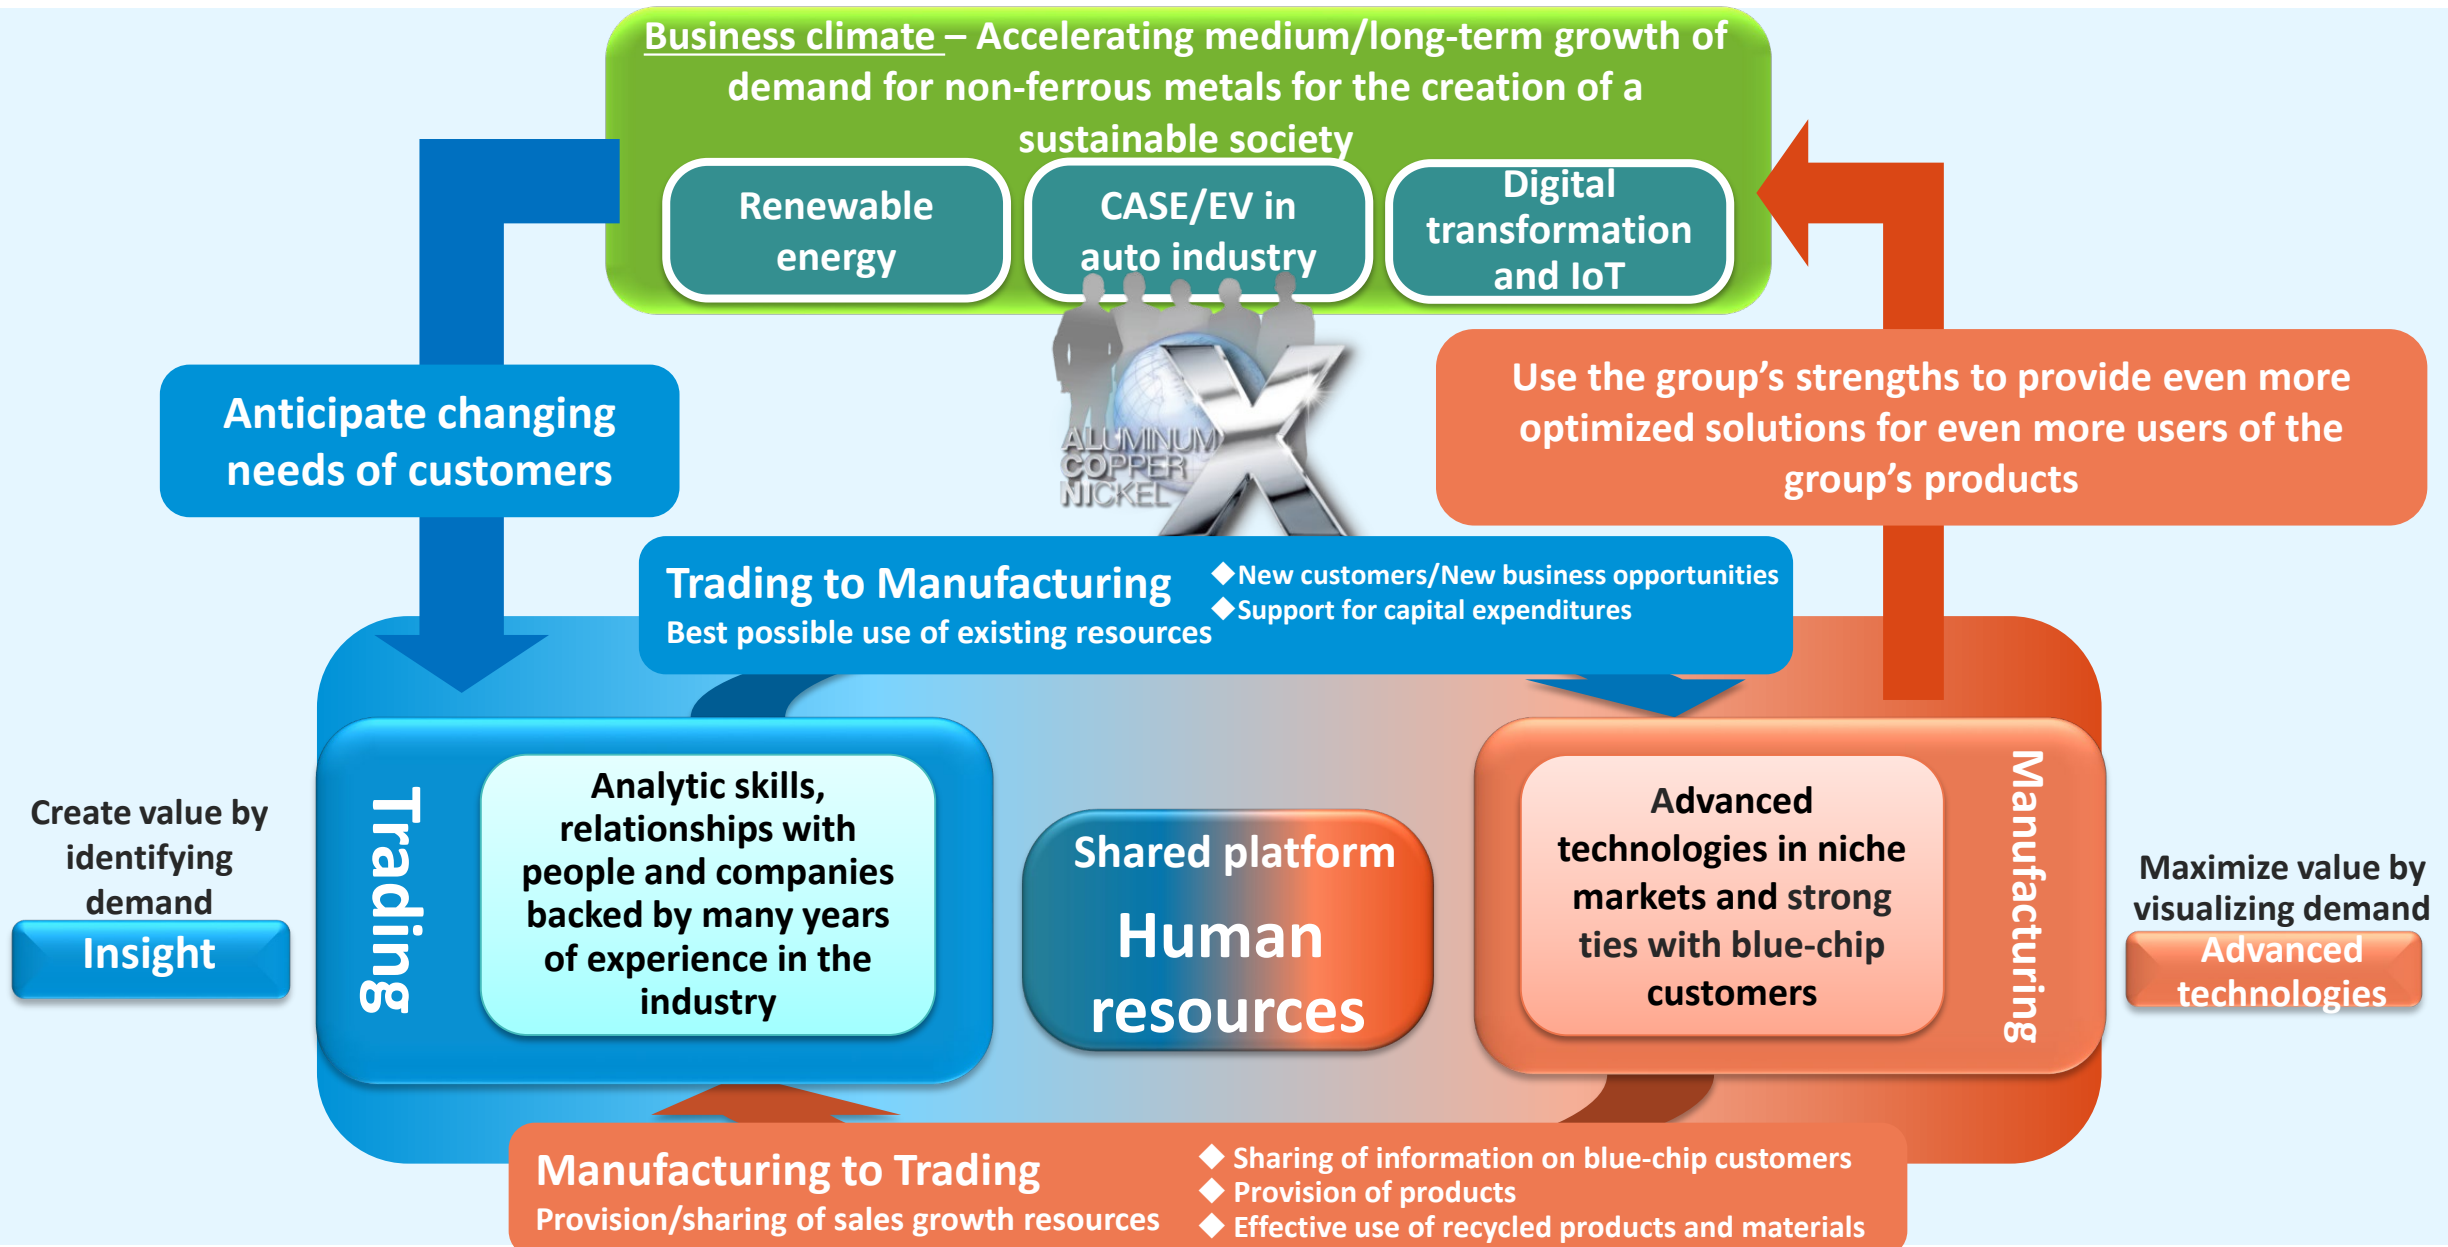 Business climate – Accelerating medium/long-term growth of
demand for non-ferrous metals for the creation of a
sustainable society
Renewable
energy
CASE/EV in
auto industry
Digital
transformation
and IoT
Anticipate changing
needs of customers
ALUMINUM
COPPER
NICKEL
X
Use the group’s strengths to provide even more
optimized solutions for even more users of the
group’s products
Trading to Manufacturing
Best possible use of existing resources
◆New customers/New business opportunities
◆Support for capital expenditures
Create value by
identifying
demand
Insight
Trading
Analytic skills,
relationships with
people and companies
backed by many years
of experience in the
industry
Shared platform
Human
resources
Advanced
technologies in niche
markets and strong
ties with blue-chip
customers
Manufacturing
Maximize value by
visualizing demand
Advanced
technologies
Manufacturing to Trading
Provision/sharing of sales growth resources
◆ Sharing of information on blue-chip customers
◆ Provision of products
◆ Effective use of recycled products and materials